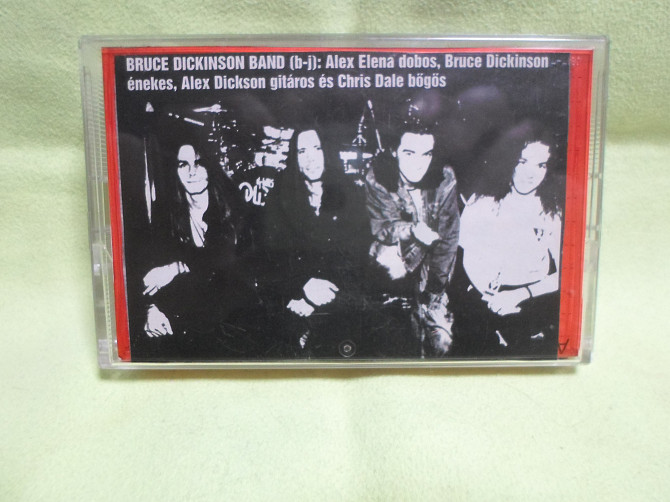 BRUCE DICKINSON BAND (b-j): Alex Elena dobos, Bruce Dickinson
énekes, Alex Dickson gitáros és Chris Dale bőgős